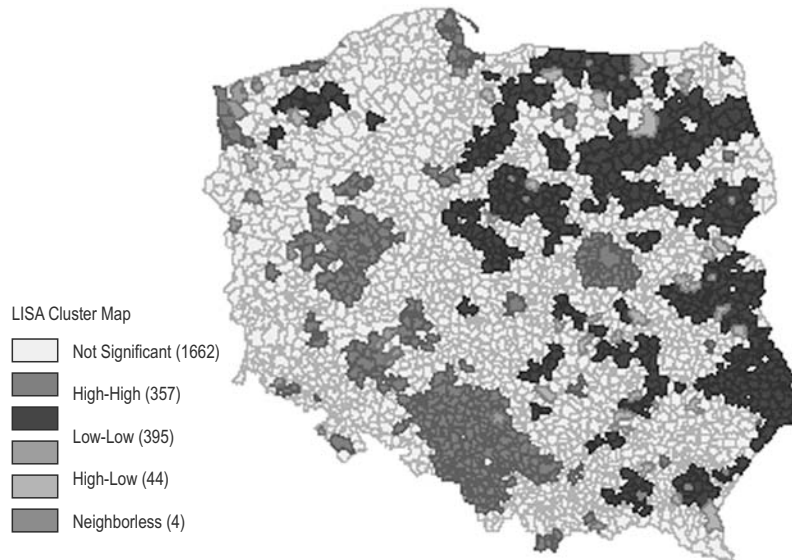 LISA Cluster Map
Not Significant (1662)
High-High (357)
Low-Low (395)
High-Low (44)
Neighborless (4)